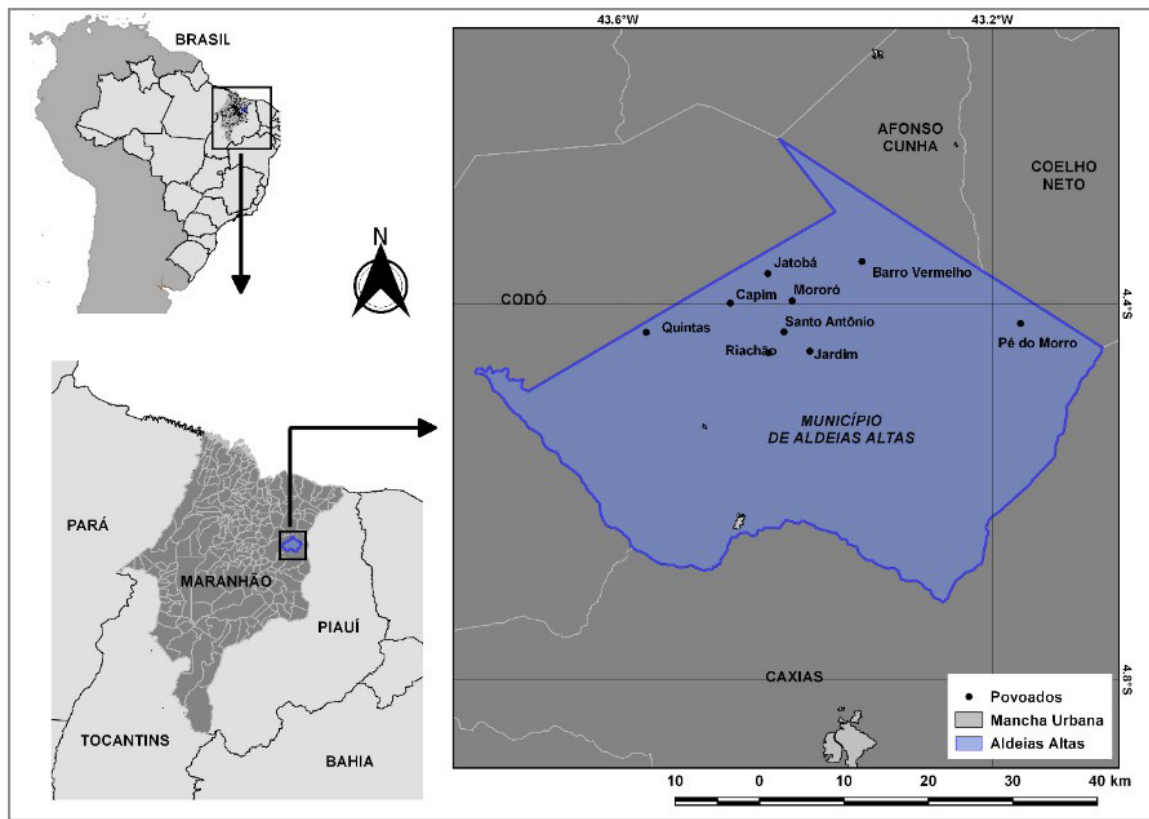 BRASIL
N
PARÁ
MARANHÃO
PIAUÍ
TOCANTINS
BAHIA
43.6°W
43.2°W
AFONSO
CUNHA
COELHO
NETO
Jatobá
Barro Vermelho
Capim
Mororó
CODÓ
4.4°S
Quintas
Santo Antônio
Pé do Morro
Riachão
Jardim
MUNICÍPIO
DE ALDEIAS ALTAS
CAXIAS
4.8°S
Povoados
Mancha Urbana
Aldeias Altas
10 0 10 20 30 40 km